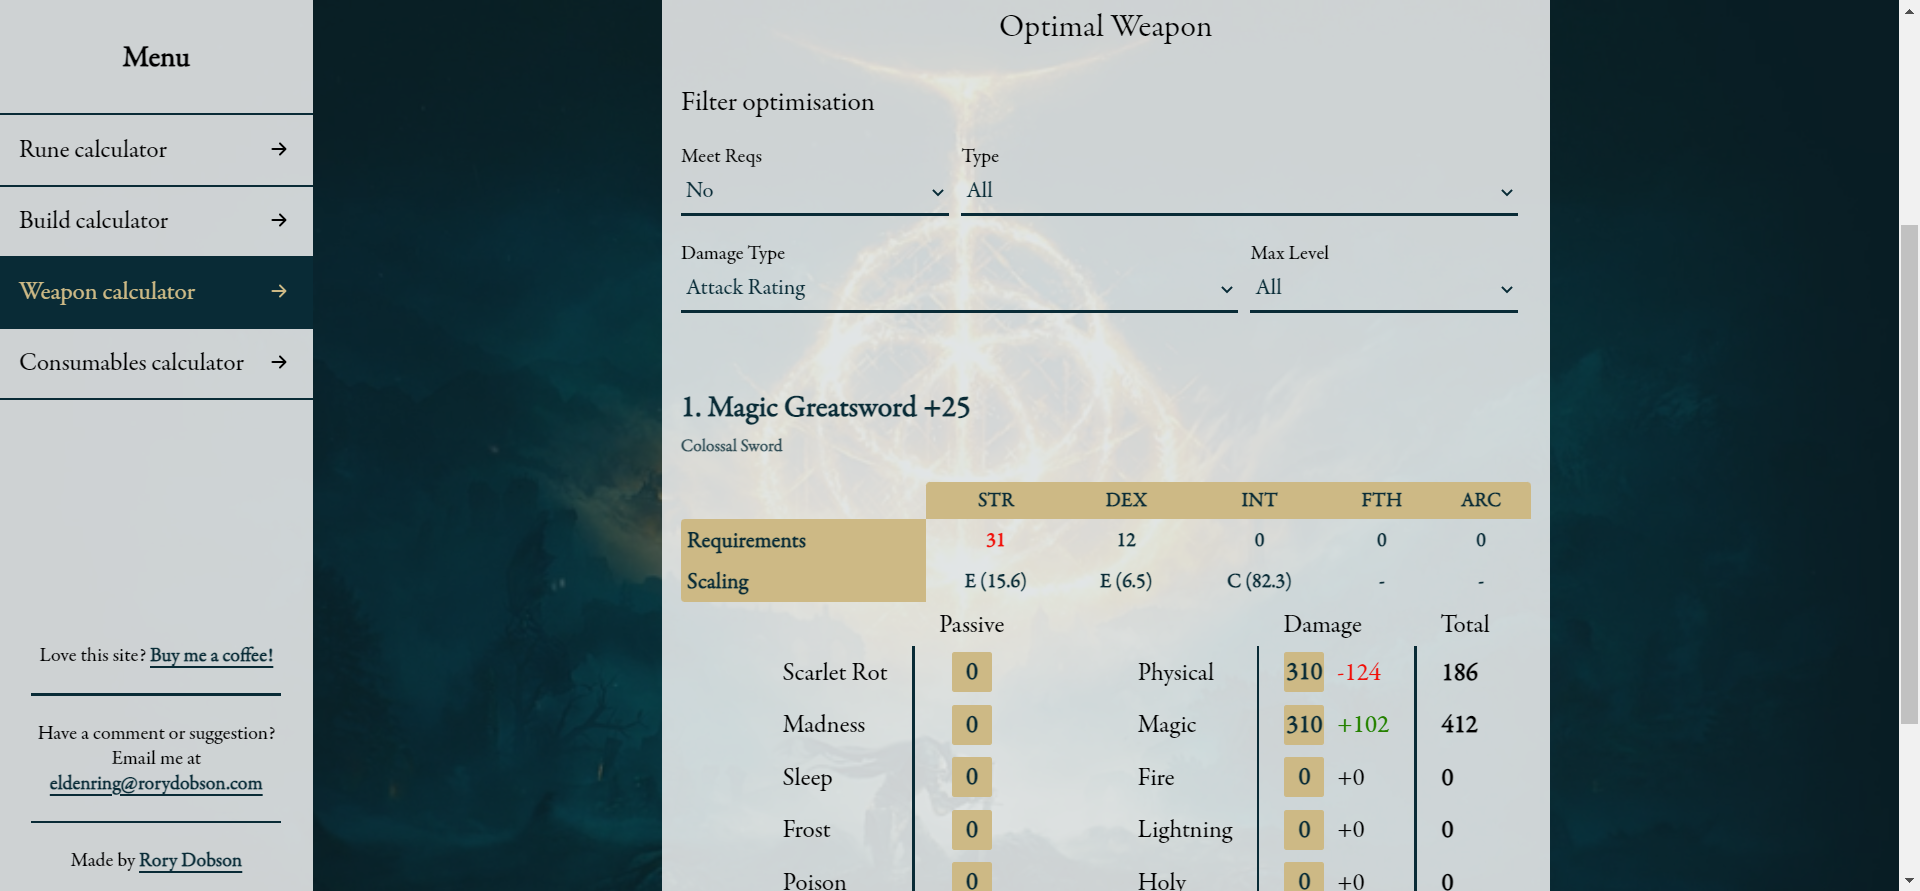 Menu
Rune calculator
Build calculator
Weapon calculator
Consumables calculator
Love this site? Buy me a coffee!
Have a comment or suggestion?
Email me at
eldenring@rorydobson.com
Made by Rory Dobson
Optimal Weapon
Filter optimisation
Meet Reqs Type
No All
Damage Type Max Level
Attack Rating All
1. Magic Greatsword +25
Colossal Sword
STR DEX INT FTH ARC
Requirements 31 12 0 0 0
Scaling E (15.6) E (6.5) C (82.3) - -
Passive Damage Total
Scarlet Rot 0 Physical 310 -124 186
Madness 0 Magic 310 +102 412
Sleep 0 Fire 0 +0 0
Frost 0 Lightning 0 +0 0
Poison 0 Holy 0 +0 0